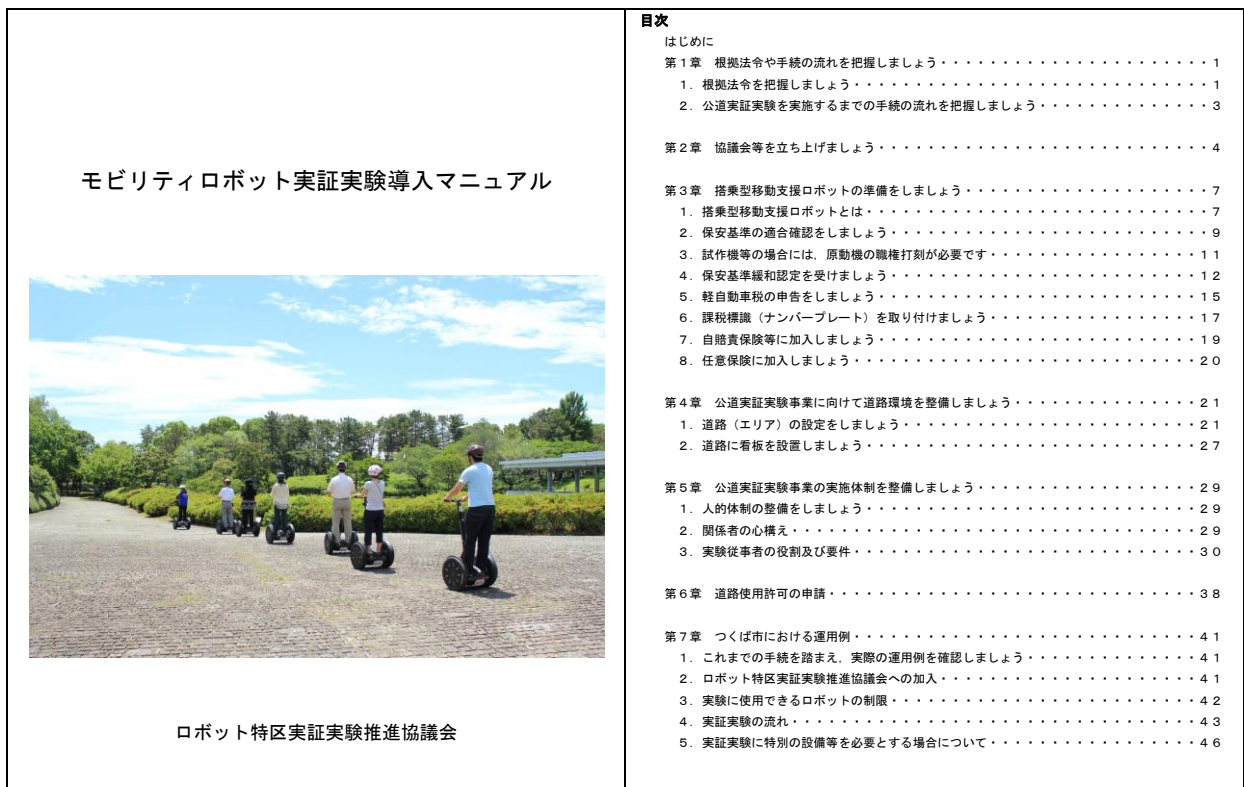 モビリティロボット実証実験導入マニュアル
ロボット特区実証実験推進協議会
目次
はじめに
第1章 根拠法令や手続の流れを把握しましょう・・・・・・・・・・・・・・・・・・・・・・1
1.根拠法令を把握しましょう・・・・・・・・・・・・・・・・・・・・・・・・・・・・1
2.公道実証実験を実施するまでの手続の流れを把握しましょう・・・・・・・・・・・・・・3
第2章 協議会等を立ち上げましょう・・・・・・・・・・・・・・・・・・・・・・・・・・・4
第3章 搭乗型移動支援ロボットの準備をしましょう・・・・・・・・・・・・・・・・・・・・7
1.搭乗型移動支援ロボットとは・・・・・・・・・・・・・・・・・・・・・・・・・・・7
2.保安基準の適合確認をしましょう・・・・・・・・・・・・・・・・・・・・・・・・・9
3.試作機等の場合には,原動機の職権打刻が必要です・・・・・・・・・・・・・・・・・11
4.保安基準緩和認定を受けましょう・・・・・・・・・・・・・・・・・・・・・・・・・12
5.軽自動車税の申告をしましょう・・・・・・・・・・・・・・・・・・・・・・・・・・15
6.課税標識(ナンバープレート)を取り付けましょう・・・・・・・・・・・・・・・・・17
7.自賠責保険等に加入しましょう・・・・・・・・・・・・・・・・・・・・・・・・・・19
8.任意保険に加入しましょう・・・・・・・・・・・・・・・・・・・・・・・・・・・・20
第4章 公道実証実験事業に向けて道路環境を整備しましょう・・・・・・・・・・・・・・・・21
1.道路(エリア)の設定をしましょう・・・・・・・・・・・・・・・・・・・・・・・・21
2.道路に看板を設置しましょう・・・・・・・・・・・・・・・・・・・・・・・・・・・27
第5章 公道実証実験事業の実施体制を整備しましょう・・・・・・・・・・・・・・・・・・・29
1.人的体制の整備をしましょう・・・・・・・・・・・・・・・・・・・・・・・・・・・29
2.関係者の心構え・・・・・・・・・・・・・・・・・・・・・・・・・・・・・・・・・29
3.実験従事者の役割及び要件・・・・・・・・・・・・・・・・・・・・・・・・・・・・30
第6章 道路使用許可の申請・・・・・・・・・・・・・・・・・・・・・・・・・・・・・・38
第7章 つくば市における運用例・・・・・・・・・・・・・・・・・・・・・・・・・・・・41
1.これまでの手続を踏まえ,実際の運用例を確認しましょう・・・・・・・・・・・・・・41
2.ロボット特区実証実験推進協議会への加入・・・・・・・・・・・・・・・・・・・・・41
3.実験に使用できるロボットの制限・・・・・・・・・・・・・・・・・・・・・・・・・42
4.実証実験の流れ・・・・・・・・・・・・・・・・・・・・・・・・・・・・・・・・・43
5.実証実験に特別の設備等を必要とする場合について・・・・・・・・・・・・・・・・・46